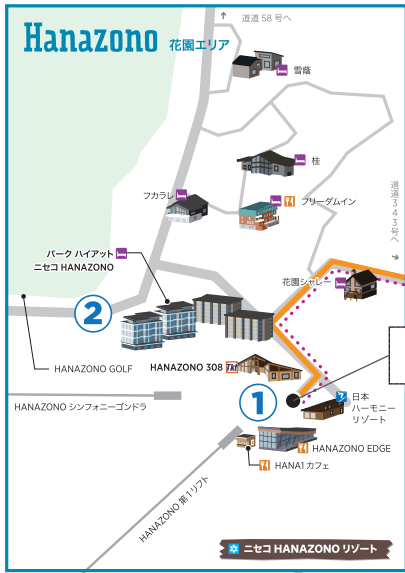 Hanazono 花園エリア
道道 58 号へ
雪蔭
桂
フカラレ
フリーダムイン
道道343号へ
パーク ハイアット
ニセコ HANAZONO
花園シャレー
2
HANAZONO GOLF
HANAZONO 308 Tkt
1
日本
ハーモニー
リゾート
HANAZONO シンフォニーゴンドラ
HANAZONO EDGE
HANA1 カフェ
HANAZONO 第1リフト
ニセコ HANAZONO リゾート